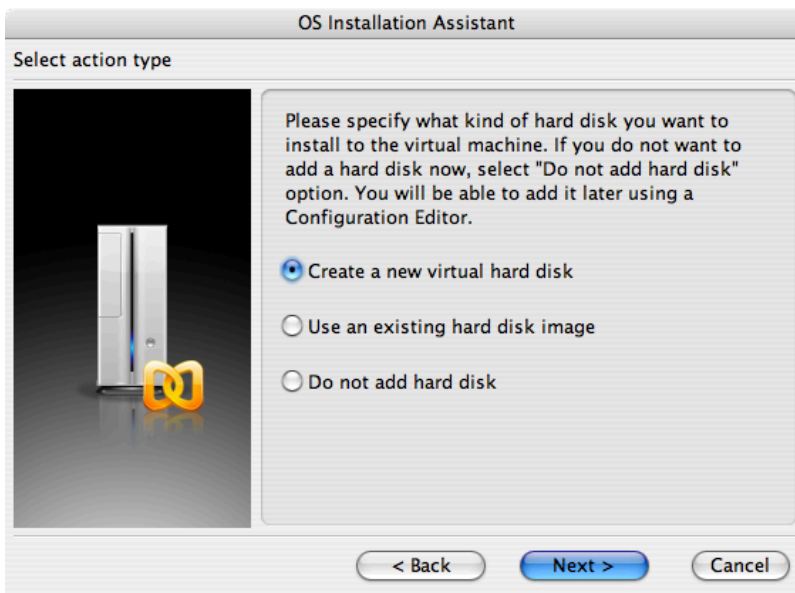 OS Installation Assistant
Select action type
Please specify what kind of hard disk you want to
install to the virtual machine. If you do not want to
add a hard disk now, select "Do not add hard disk"
option. You will be able to add it later using a
Configuration Editor.
Create a new virtual hard disk
Use an existing hard disk image
Do not add hard disk
< Back
Next >
Cancel